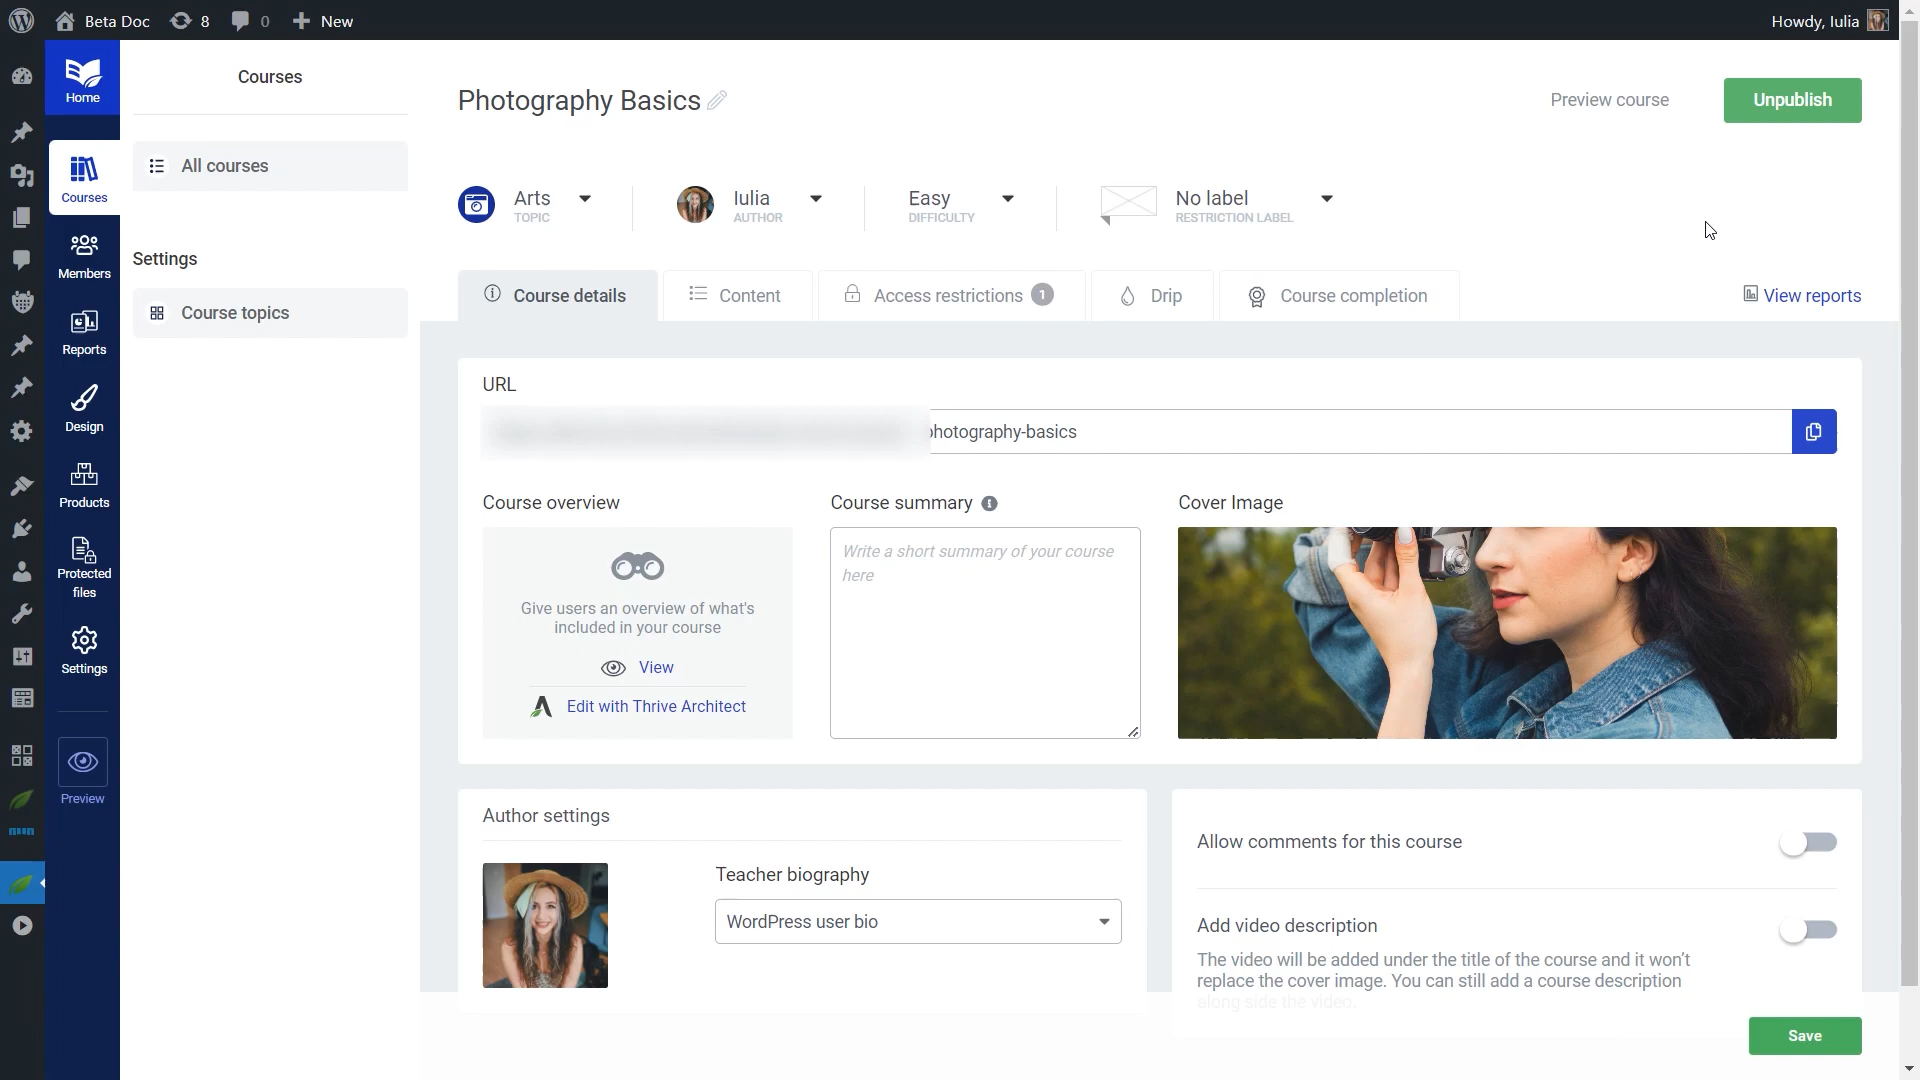 Beta Doc 8 0 New Howdy, Iulia
Home
Courses
Members
Reports
Design
Products
Protected
files
Settings
Preview
Courses
All courses
Settings
Course topics
Photography Basics
Preview course
Unpublish
Arts
TOPIC
Iulia
AUTHOR
Easy
DIFFICULTY
No label
RESTRICTION LABEL
Course details
Content
Access restrictions 1
Drip
Course completion
View reports
URL
photography-basics
Course overview
Give users an overview of what's
included in your course
View
Edit with Thrive Architect
Course summary
Write a short summary of your course
here
Cover Image
Author settings
Teacher biography
WordPress user bio
Allow comments for this course
Add video description
The video will be added under the title of the course and it won't
replace the cover image. You can still add a course description
along side the video.
Save